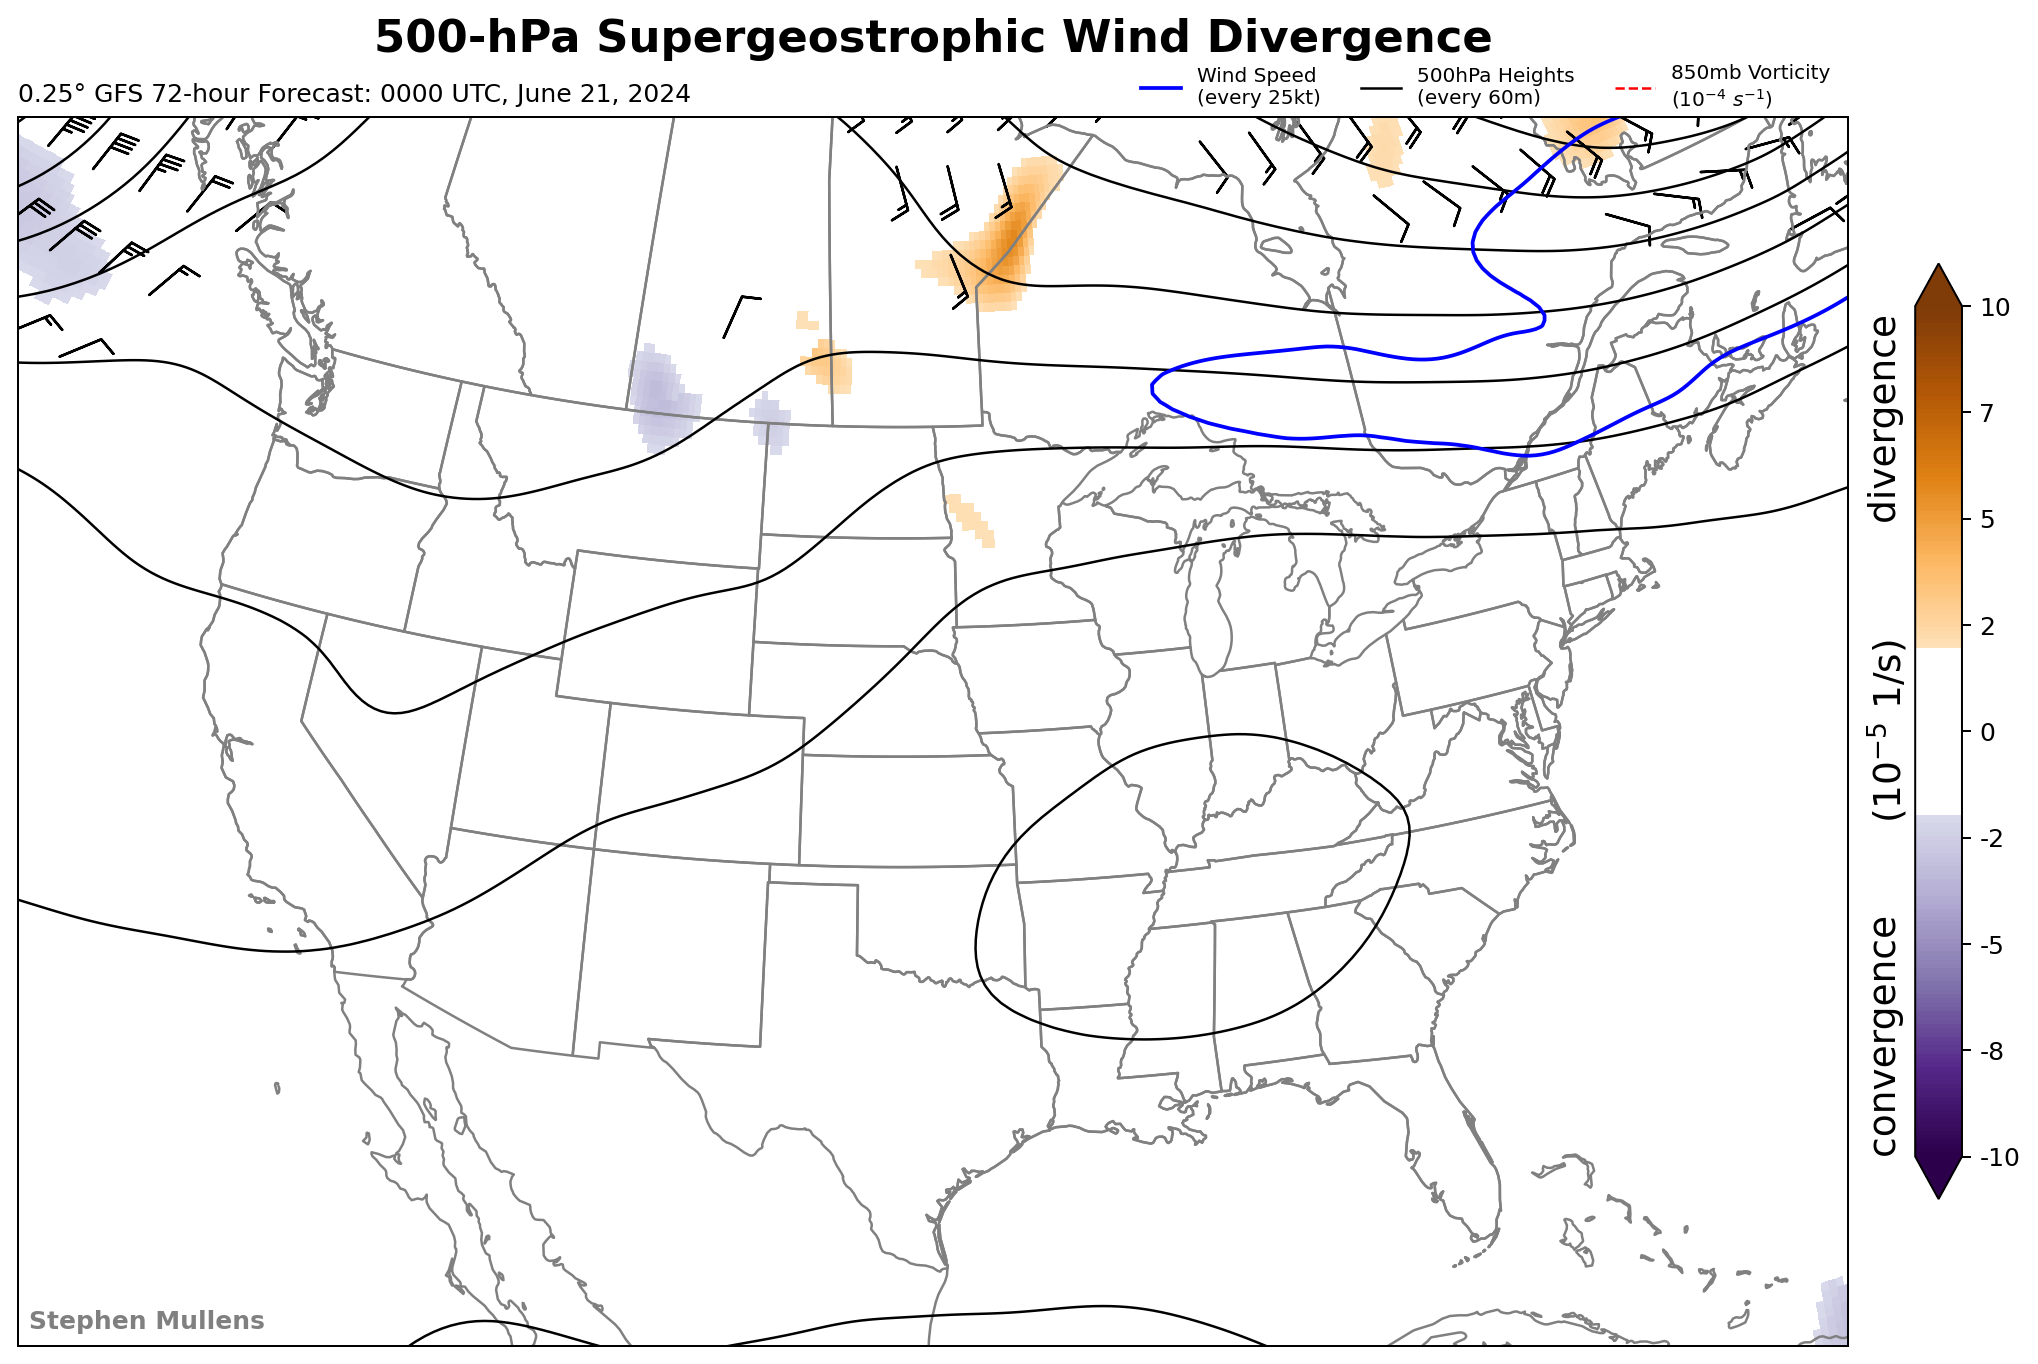 500-hPa Supergeostrophic Wind Divergence
0.25° GFS 72-hour Forecast: 0000 UTC, June 21, 2024
Wind Speed
(every 25kt)
500hPa Heights
(every 60m)
850mb Vorticity
(10⁻⁴ s⁻¹)
10
7
5
2
0
-2
-5
-8
-10
convergence (10⁻⁵ 1/s) divergence
Stephen Mullens